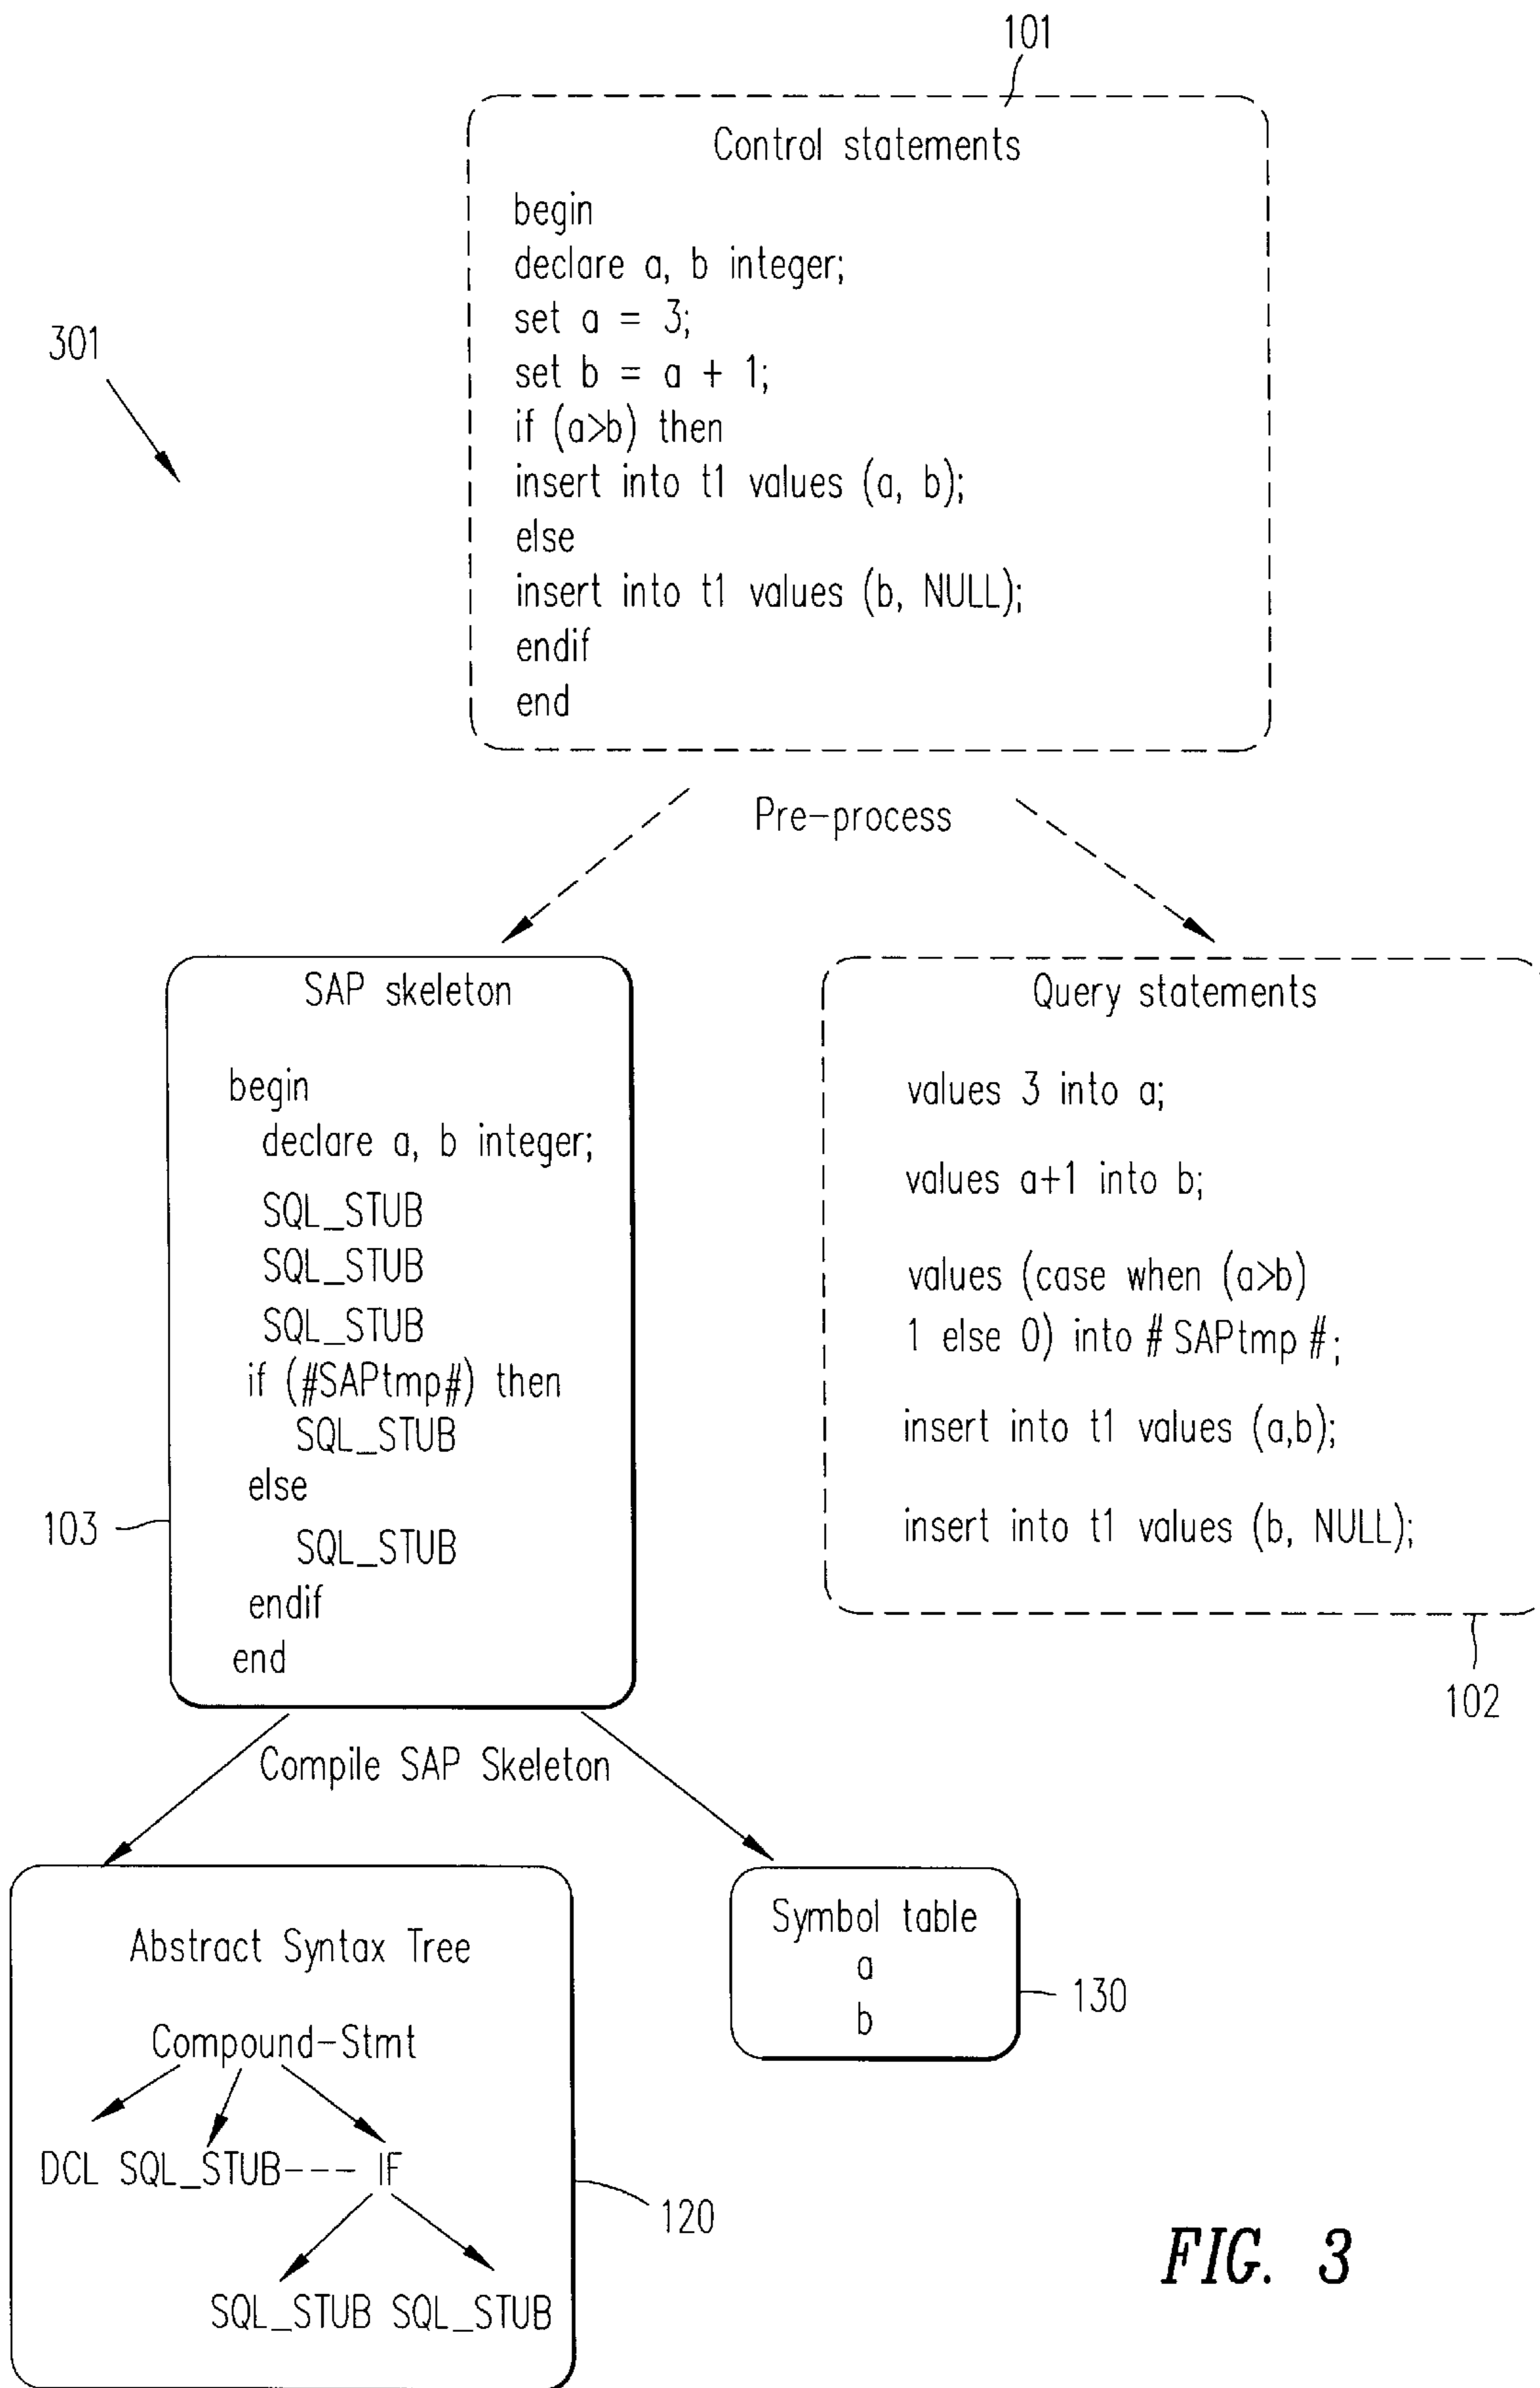 101
Control statements
begin
declare a, b integer;
set a = 3;
301
set b = a + 1;
if (a>b) then
insert into t1 values (a, b);
else
insert into t1 values (b, NULL);
endif
end
Pre-process
SAP skeleton
begin
declare a, b integer;
SQL_STUB
SQL_STUB
SQL_STUB
if (#SAPtmp#) then
SQL_STUB
else
103
SQL_STUB
endif
end
Query statements
values 3 into a;
values a+1 into b;
values (case when (a>b)
1 else 0) into # SAPtmp #;
insert into t1 values (a,b);
insert into t1 values (b, NULL);
102
Compile SAP Skeleton
Abstract Syntax Tree
Compound-Stmt
DCL SQL_STUB--- IF
120
SQL_STUB SQL_STUB
Symbol table
a
b
130
FIG. 3